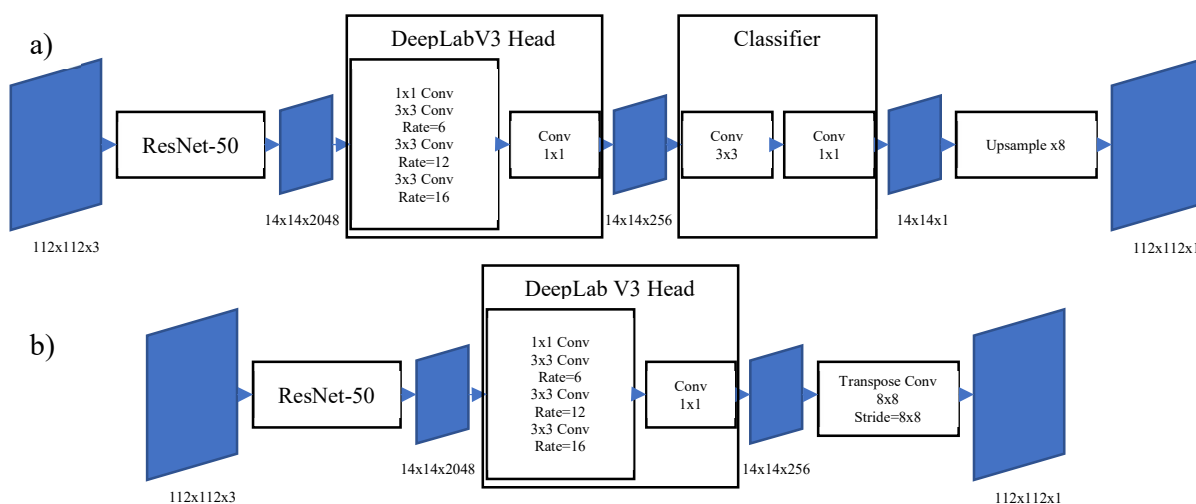 a)
DeepLabV3 Head
Classifier
ResNet-50
1x1 Conv
3x3 Conv
Rate=6
3x3 Conv
Rate=12
3x3 Conv
Rate=16
Conv
1x1
Conv
3x3
Conv
1x1
Upsample x8
112x112x3
14x14x2048
14x14x256
14x14x1
112x112x1
b)
DeepLab V3 Head
ResNet-50
1x1 Conv
3x3 Conv
Rate=6
3x3 Conv
Rate=12
3x3 Conv
Rate=16
Conv
1x1
Transpose Conv
8x8
Stride=8x8
112x112x3
14x14x2048
14x14x256
112x112x1